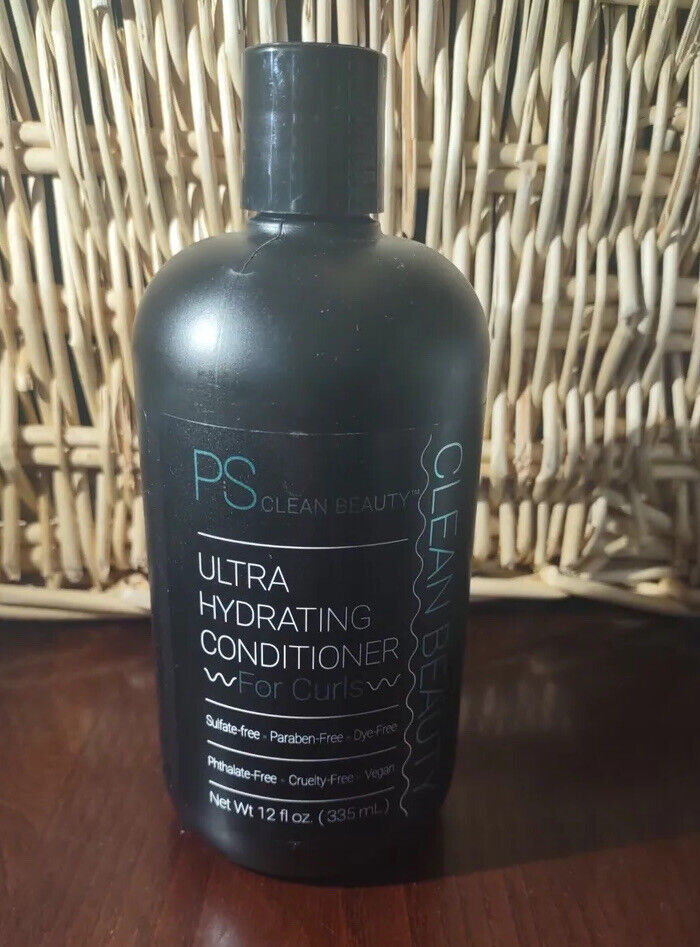 PS CLEAN BEAUTY™
ULTRA
HYDRATING
CONDITIONER
For Curls
Sulfate-free - Paraben-Free - Dye-Free
Phthalate-Free - Cruelty-Free - Vegan
Net Wt 12 fl oz. ( 335 mL )
CLEAN BEAUTY